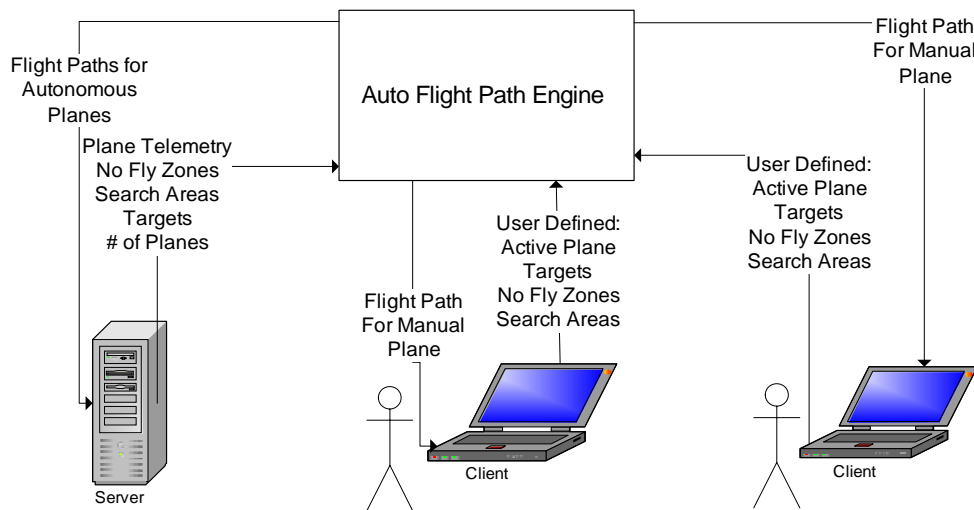 Flight Paths for
Autonomous
Planes
Plane Telemetry
No Fly Zones
Search Areas
Targets
# of Planes
Server
Auto Flight Path Engine
Flight Path
For Manual
Plane
User Defined:
Active Plane
Targets
No Fly Zones
Search Areas
Client
User Defined:
Active Plane
Targets
No Fly Zones
Search Areas
Flight Path
For Manual
Plane
Client